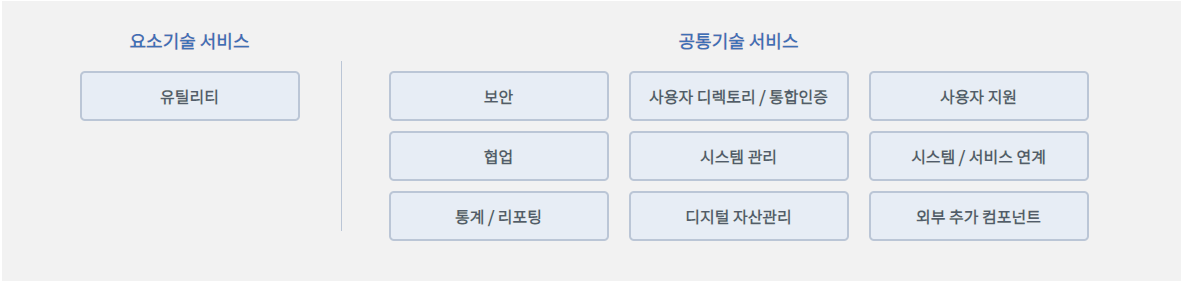 요소기술 서비스
공통기술 서비스
유틸리티
보안
사용자 디렉토리 / 통합인증
사용자 지원
협업
시스템 관리
시스템 / 서비스 연계
통계 / 리포팅
디지털 자산관리
외부 추가 컴포넌트